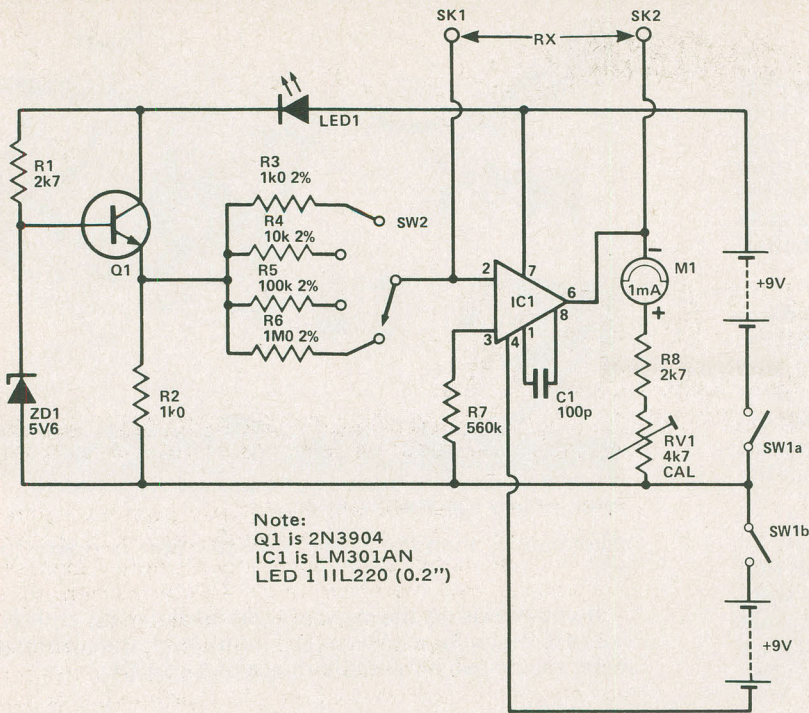 SK1
SK2
RX
LED1
R1
2k7
Q1
R3
1k0 2%
SW2
R4
10k 2%
R5
100k 2%
R6
1M0 2%
2
7
IC1
6
8
3
4
1
C1
100p
−
M1
1mA
+
+9V
R8
2k7
RV1
4k7
CAL
SW1a
ZD1
5V6
R2
1k0
R7
560k
SW1b
+9V
Note:
Q1 is 2N3904
IC1 is LM301AN
LED 1 IIL220 (0.2”)